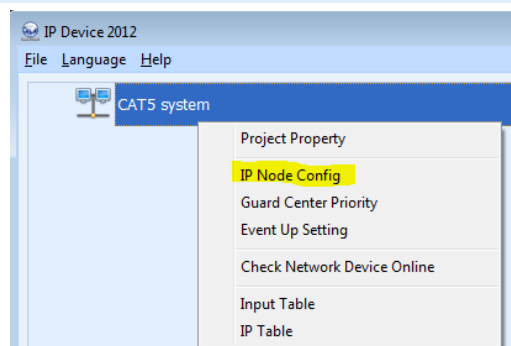 IP Device 2012
File Language Help
CAT5 system
Project Property
IP Node Config
Guard Center Priority
Event Up Setting
Check Network Device Online
Input Table
IP Table